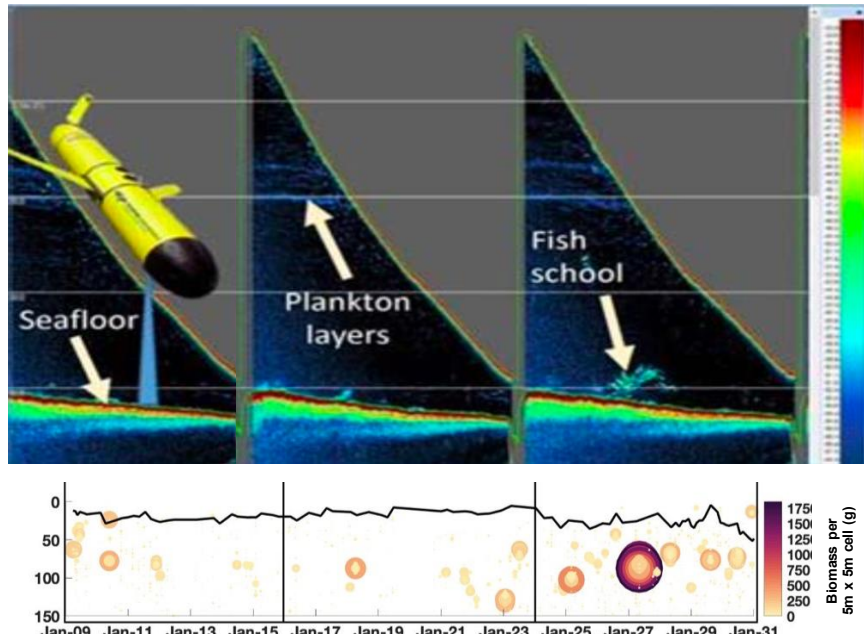 Seafloor
Plankton
layers
Fish
school
0
50
100
150
Jan-09 Jan-11 Jan-13 Jan-15 Jan-17 Jan-19 Jan-21 Jan-23 Jan-25 Jan-27 Jan-29 Jan-31
1750
1500
1250
1000
750
500
250
0
Biomass per
5m x 5m cell (g)